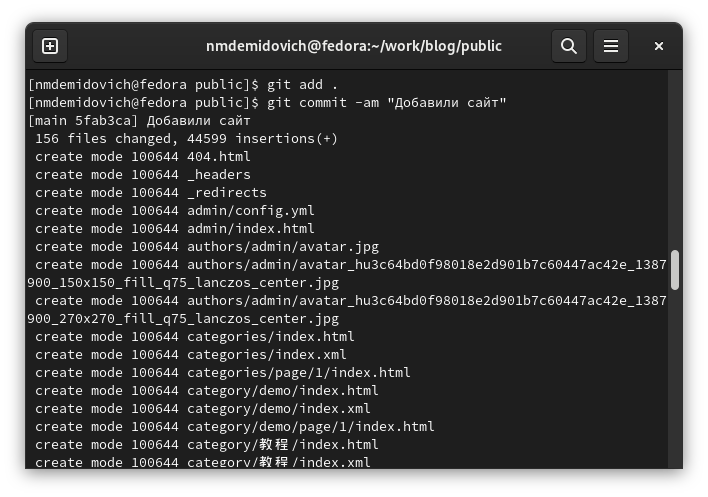 nmdemidovich@fedora:~/work/blog/public
[nmdemidovich@fedora public]$ git add .
[nmdemidovich@fedora public]$ git commit -am "Добавили сайт"
[main 5fab3ca] Добавили сайт
156 files changed, 44599 insertions(+)
create mode 100644 404.html
create mode 100644 _headers
create mode 100644 _redirects
create mode 100644 admin/config.yml
create mode 100644 admin/index.html
create mode 100644 authors/admin/avatar.jpg
create mode 100644 authors/admin/avatar_hu3c64bd0f98018e2d901b7c60447ac42e_1387
900_150x150_fill_q75_lanczos_center.jpg
create mode 100644 authors/admin/avatar_hu3c64bd0f98018e2d901b7c60447ac42e_1387
900_270x270_fill_q75_lanczos_center.jpg
create mode 100644 categories/index.html
create mode 100644 categories/index.xml
create mode 100644 categories/page/1/index.html
create mode 100644 category/demo/index.html
create mode 100644 category/demo/index.xml
create mode 100644 category/demo/page/1/index.html
create mode 100644 category/教程/index.html
create mode 100644 category/教程/index.xml